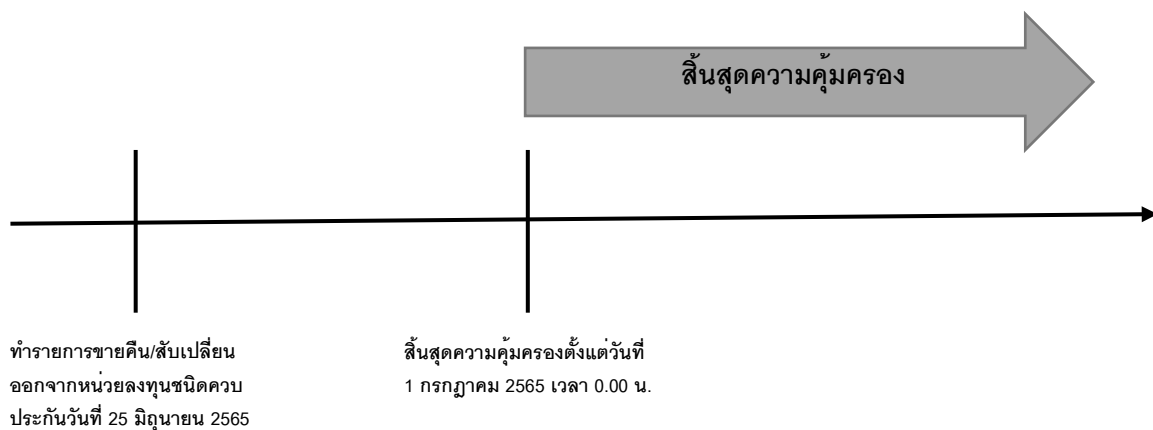 สิ้นสุดความคุ้มครอง
ทำรายการขายคืน/สับเปลี่ยน
ออกจากหน่วยลงทุนชนิดควบ
ประกันวันที่ 25 มิถุนายน 2565
สิ้นสุดความคุ้มครองตั้งแต่วันที่
1 กรกฎาคม 2565 เวลา 0.00 น.